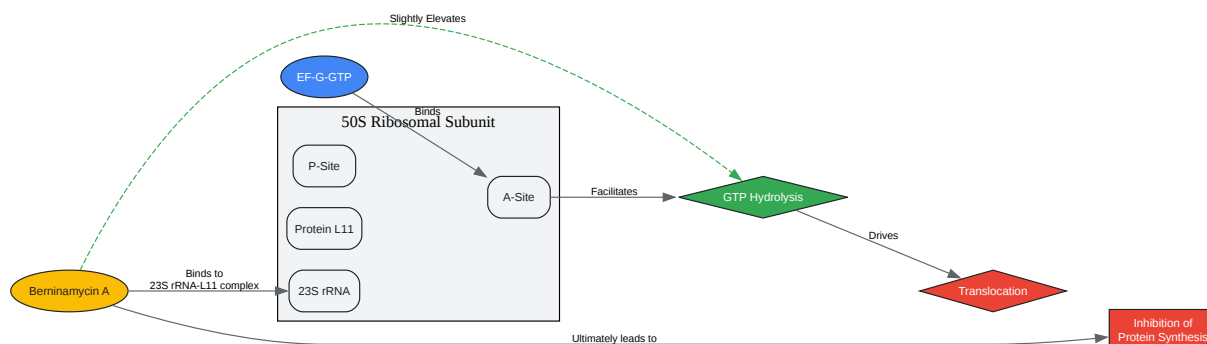 Slightly Elevates
EF-G-GTP
Binds
50S Ribosomal Subunit
P-Site
A-Site
Facilitates
GTP Hydrolysis
Protein L11
Drives
Berninamycin A
Binds to
23S rRNA-L11 complex
23S rRNA
Translocation
Inhibition of
Protein Synthesis
Ultimately leads to